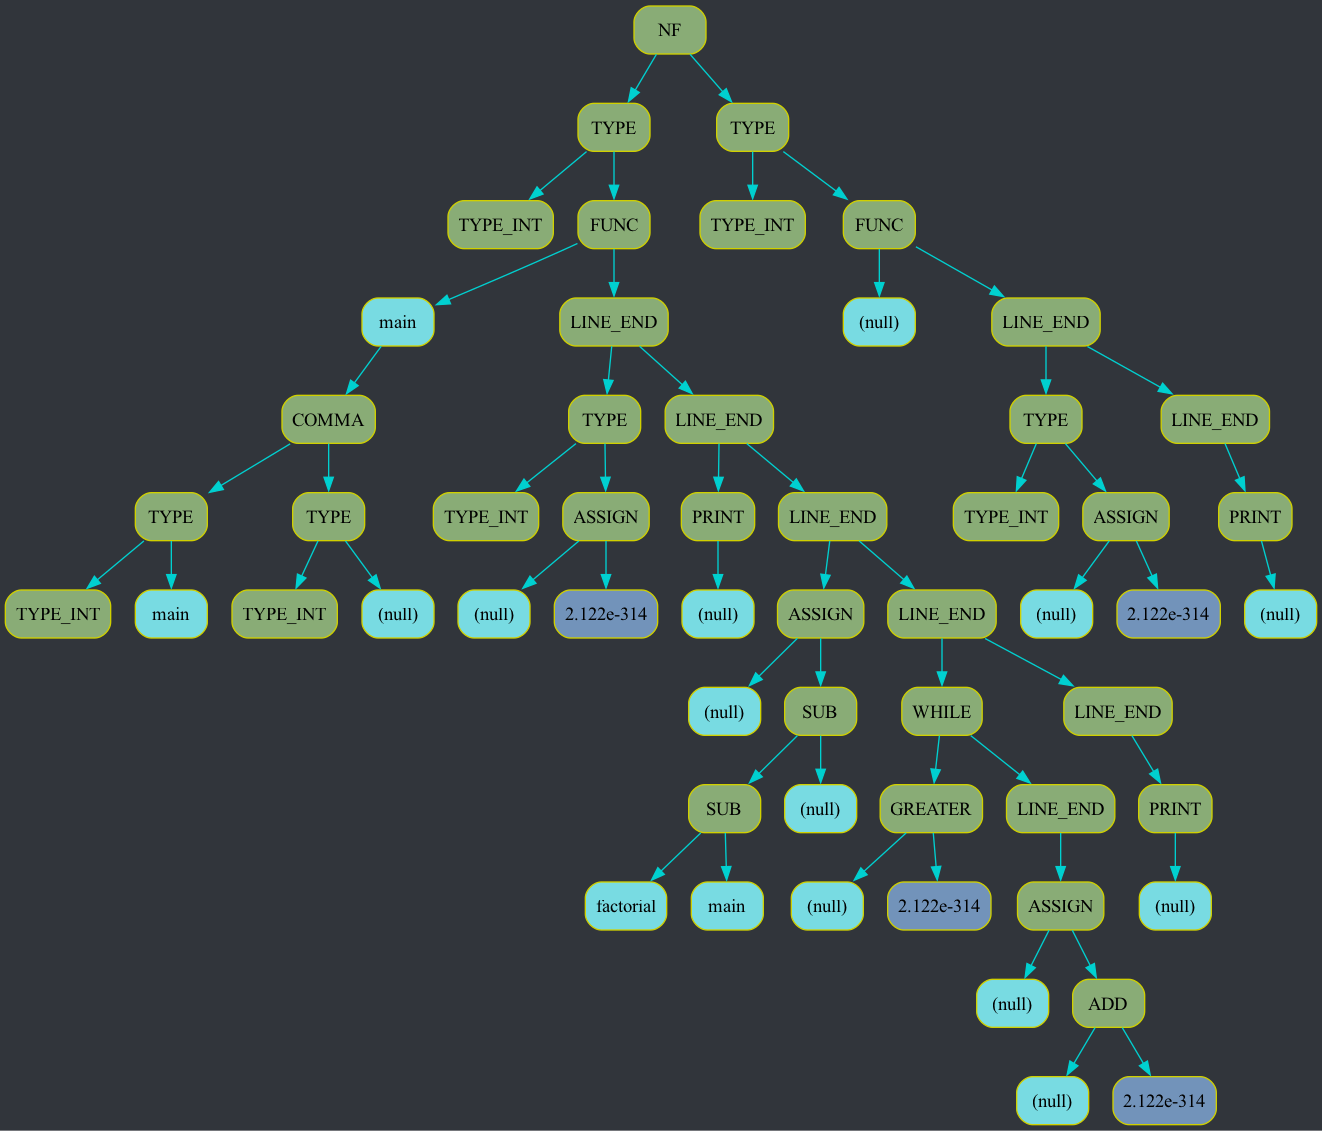 NF
TYPE TYPE
TYPE_INT FUNC TYPE_INT FUNC
main LINE_END (null) LINE_END
COMMA TYPE LINE_END TYPE LINE_END
TYPE TYPE TYPE_INT ASSIGN PRINT LINE_END TYPE_INT ASSIGN PRINT
TYPE_INT main TYPE_INT (null) (null) 2.122e-314 (null) ASSIGN LINE_END (null) 2.122e-314 (null)
(null) SUB WHILE LINE_END
SUB (null) GREATER LINE_END PRINT
factorial main (null) 2.122e-314 ASSIGN (null)
(null) ADD
(null) 2.122e-314